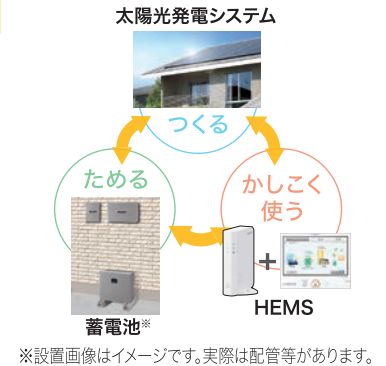 太陽光発電システム
つくる
ためる
かしこく
使う
+
HEMS
蓄電池※
※設置画像はイメージです。実際は配管等があります。